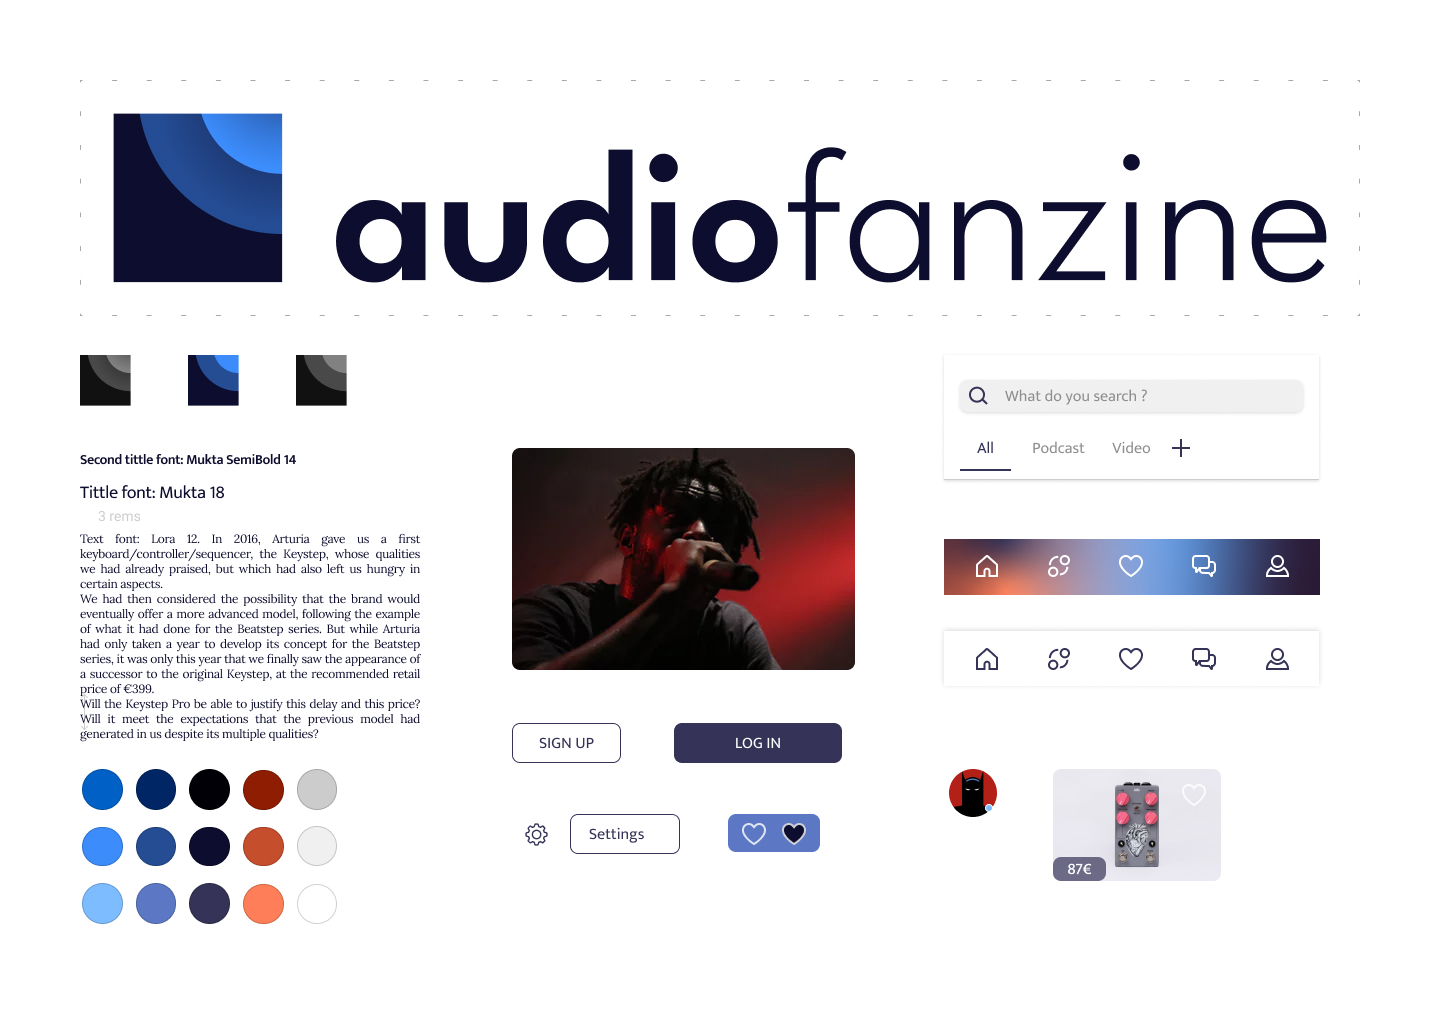 audiofanzine
Second tittle font: Mukta SemiBold 14
Tittle font: Mukta 18
3 rems
Text font: Lora 12. In 2016, Arturia gave us a first
keyboard/controller/sequencer, the Keystep, whose qualities
we had already praised, but which had also left us hungry in
certain aspects.
We had then considered the possibility that the brand would
eventually offer a more advanced model, following the example
of what it had done for the Beatstep series. But while Arturia
had only taken a year to develop its concept for the Beatstep
series, it was only this year that we finally saw the appearance of
a successor to the original Keystep, at the recommended retail
price of €399.
Will the Keystep Pro be able to justify this delay and this price?
Will it meet the expectations that the previous model had
generated in us despite its multiple qualities?
SIGN UP
LOG IN
Settings
What do you search ?
All
Podcast
Video
87€